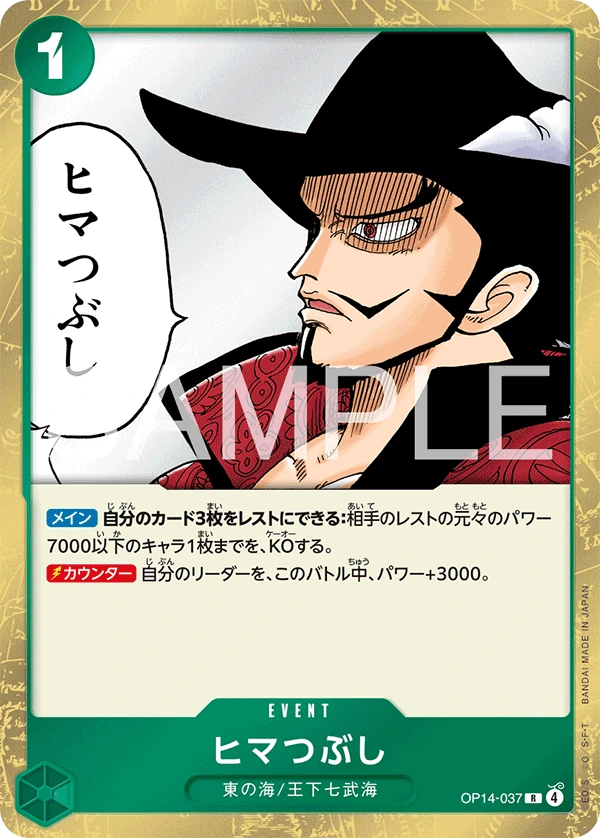 DELICIOUS LISTMER
1
ヒマつぶし
SAMPLE
メイン 自分のカード3枚をレストにできる:相手のレストの元々のパワー
7000以下のキャラ1枚までを、KOする。
カウンター 自分のリーダーを、このバトル中、パワー+3000。
EVENT
ヒマつぶし
東の海/王下七武海
OP14-037 R 4
©E.O. S. ©O. S・F・T BANDAI MADE IN JAPAN